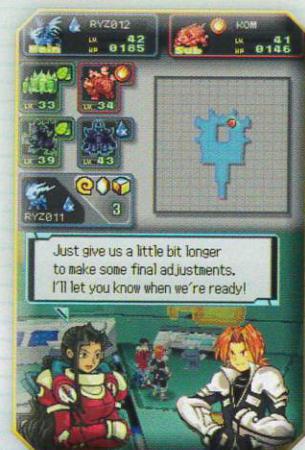 RYZ012
LV 42
Main HP 0185
KOM
LV 41
Sub HP 0146
LV 33
LV 34
LV 39
LV 43
RYZ011
3
Just give us a little bit longer
to make some final adjustments.
I'll let you know when we're ready!